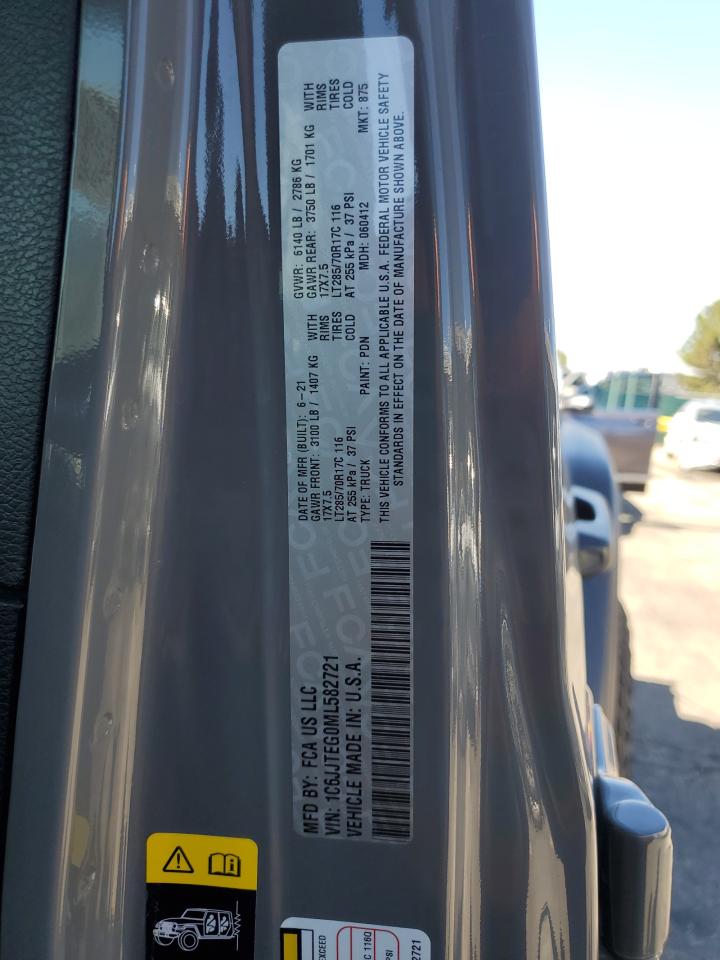 MFD BY: FCA US LLC
VIN: 1C6JJTEG0ML582721
VEHICLE MADE IN: U.S.A.
DATE OF MFR (BUILT): 6-21
GVWR: 6140 LB / 2786 KG
GAWR FRONT: 3100 LB / 1407 KG WITH
GAWR REAR: 3750 LB / 1701 KG WITH
17X7.5 RIMS
17X7.5 RIMS
LT285/70R17C 116 TIRES
LT285/70R17C 116 TIRES
AT 255 kPa / 37 PSI COLD
AT 255 kPa / 37 PSI COLD
TYPE: TRUCK PAINT: PDN MDH: 060412 MKT: 875
THIS VEHICLE CONFORMS TO ALL APPLICABLE U.S.A. FEDERAL MOTOR VEHICLE SAFETY
STANDARDS IN EFFECT ON THE DATE OF MANUFACTURE SHOWN ABOVE.
EXCEED
C 116Q
PSI
2721